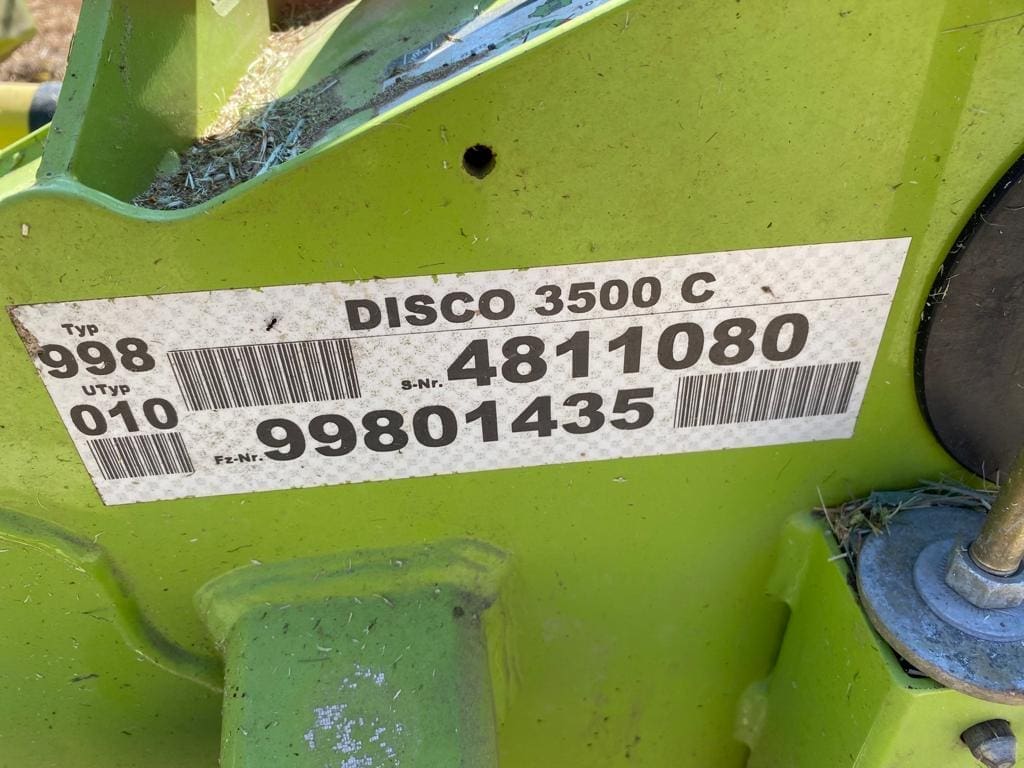 DISCO 3500 C
Typ
998
S-Nr. 4811080
UTyp
010
Fz-Nr. 99801435